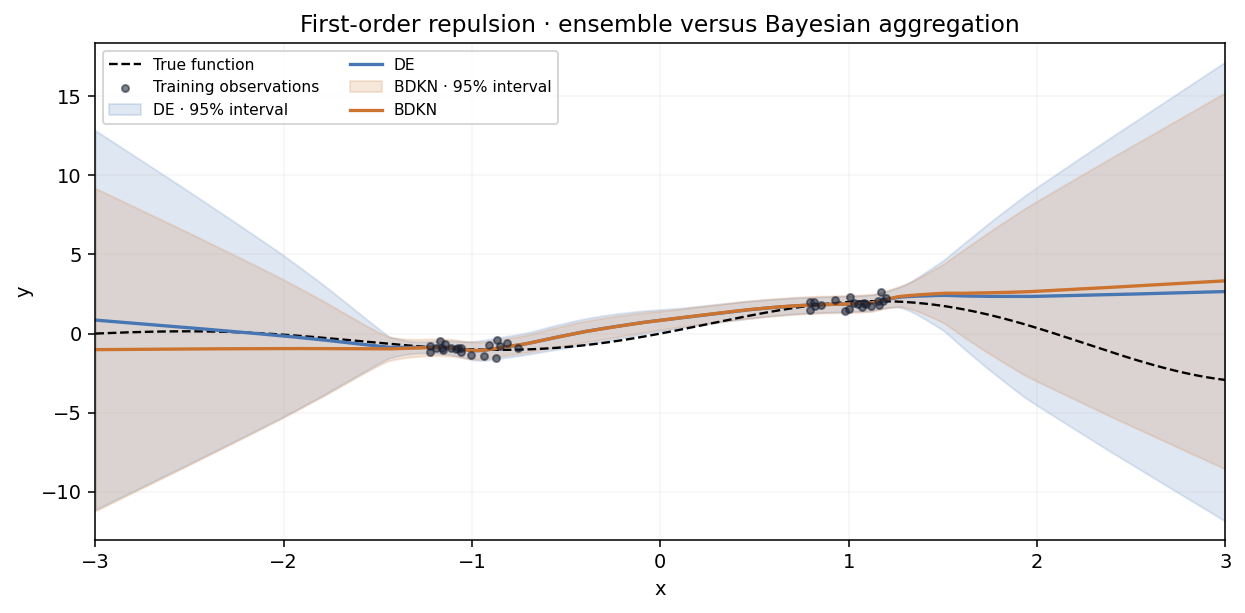 First-order repulsion · ensemble versus Bayesian aggregation
True function
Training observations
DE · 95% interval
DE
BDKN · 95% interval
BDKN
y
15
10
5
0
−5
−10
−3
−2
−1
0
1
2
3
x